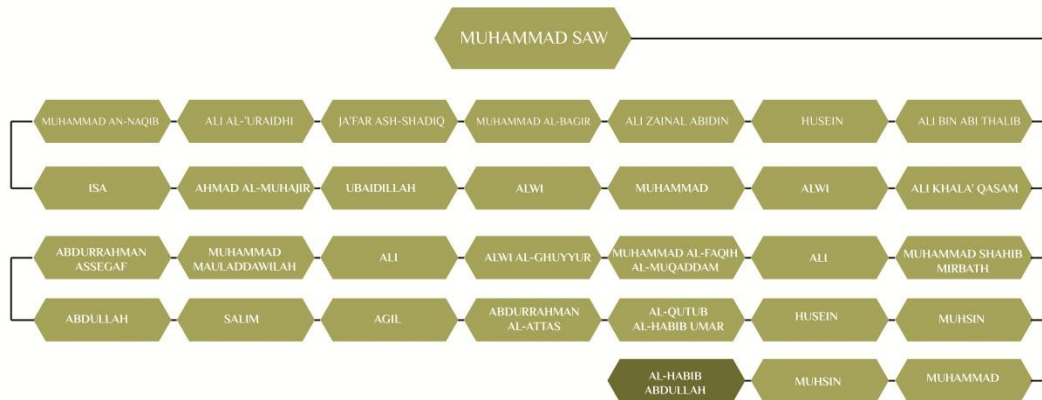 MUHAMMAD SAW
MUHAMMAD AN-NAQIB
ALI AL-'URAIDHI
JA'FAR ASH-SHADIQ
MUHAMMAD AL-BAGIR
ALI ZAINAL ABIDIN
HUSEIN
ALI BIN ABI THALIB
ISA
AHMAD AL-MUHAJIR
UBAIDILLAH
ALWI
MUHAMMAD
ALWI
ALI KHALA' QASAM
ABDURRAHMAN
ASSEGAF
MUHAMMAD
MAULADDAWILAH
ALI
ALWI AL-GHUYYUR
MUHAMMAD AL-FAQIH
AL-MUQADDAM
ALI
MUHAMMAD SHAHIB
MIRBATH
ABDULLAH
SALIM
AGIL
ABDURRAHMAN
AL-ATTAS
AL-QUTUB
AL-HABIB UMAR
HUSEIN
MUHSIN
AL-HABIB
ABDULLAH
MUHSIN
MUHAMMAD